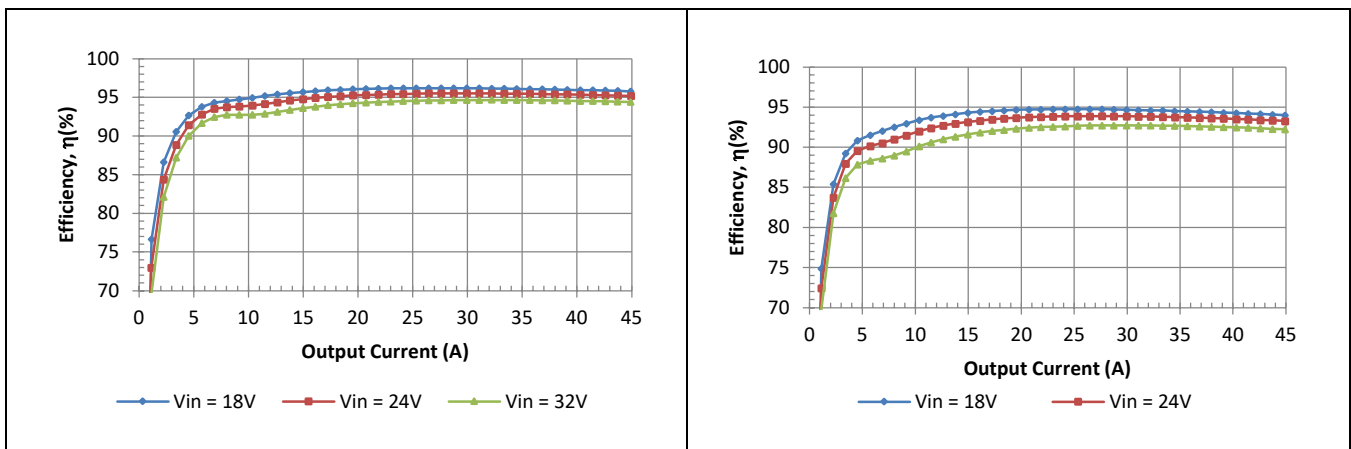 100
95
90
85
80
75
70
Efficiency, η(%)
0 5 10 15 20 25 30 35 40 45
Output Current (A)
Vin = 18V Vin = 24V Vin = 32V
100
95
90
85
80
75
70
Efficiency, η(%)
0 5 10 15 20 25 30 35 40 45
Output Current (A)
Vin = 18V Vin = 24V